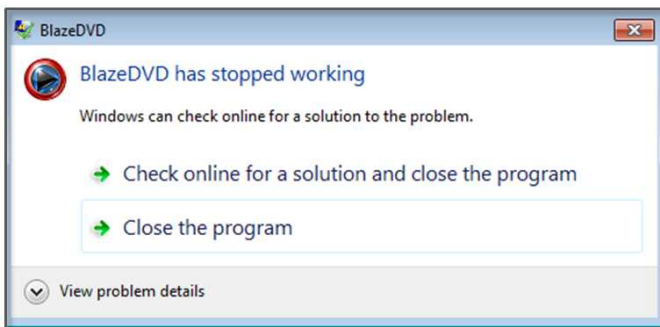 BlazeDVD
BlazeDVD has stopped working
Windows can check online for a solution to the problem.
Check online for a solution and close the program
Close the program
View problem details